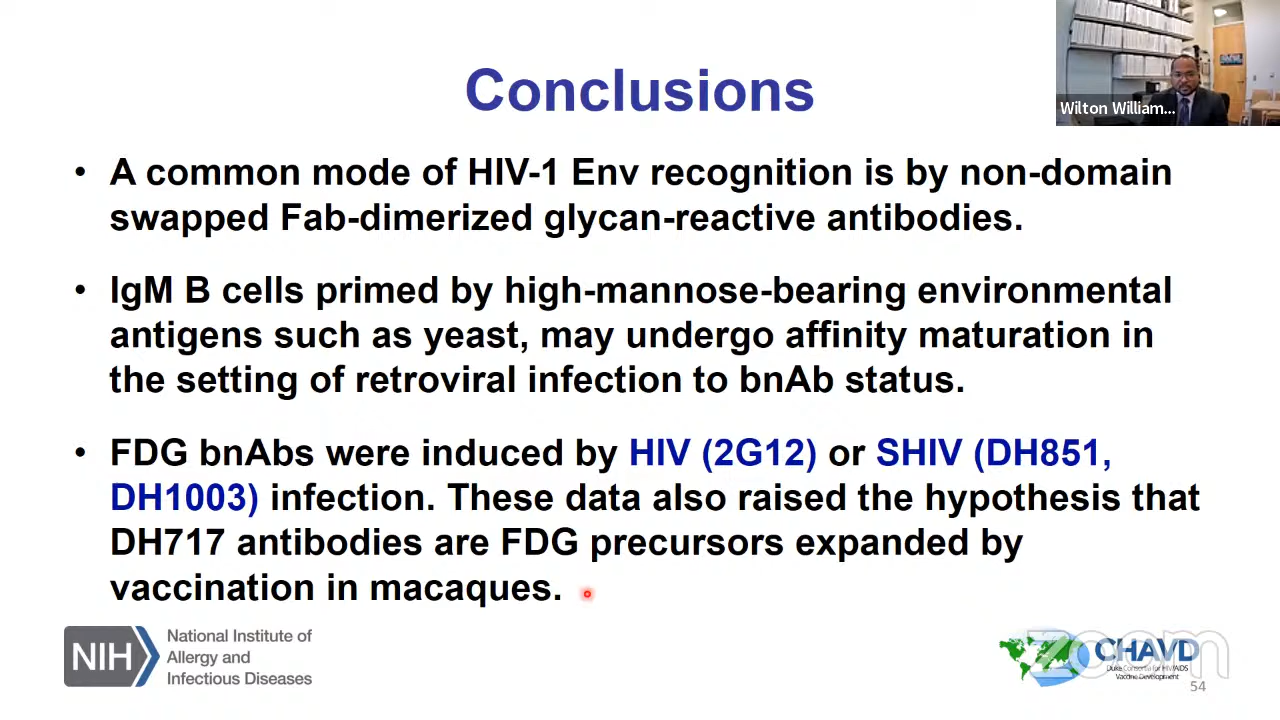 Conclusions
Wilton William...
• A common mode of HIV-1 Env recognition is by non-domain
swapped Fab-dimerized glycan-reactive antibodies.
• IgM B cells primed by high-mannose-bearing environmental
antigens such as yeast, may undergo affinity maturation in
the setting of retroviral infection to bnAb status.
• FDG bnAbs were induced by HIV (2G12) or SHIV (DH851,
DH1003) infection. These data also raised the hypothesis that
DH717 antibodies are FDG precursors expanded by
vaccination in macaques.
NIH
National Institute of
Allergy and
Infectious Diseases
CHAVD
Duke Consortia for HIV/AIDS
Vaccine Development
zoom
54